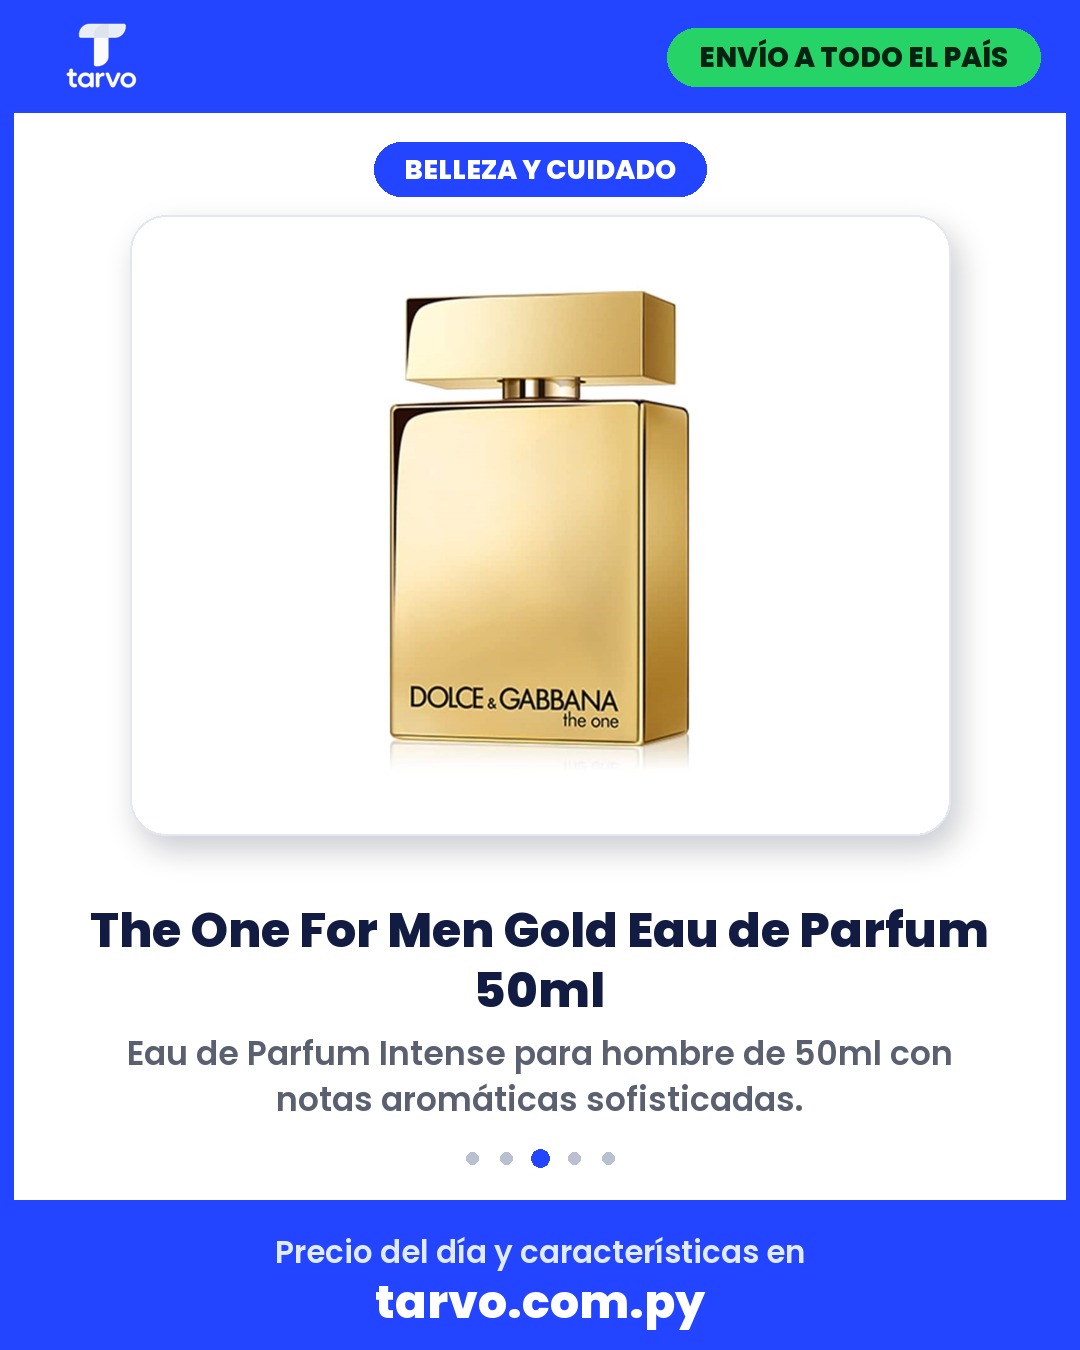 tarvo
ENVÍO A TODO EL PAÍS
BELLEZA Y CUIDADO
DOLCE & GABBANA
the one
The One For Men Gold Eau de Parfum
50ml
Eau de Parfum Intense para hombre de 50ml con
notas aromáticas sofisticadas.
Precio del día y características en
tarvo.com.py